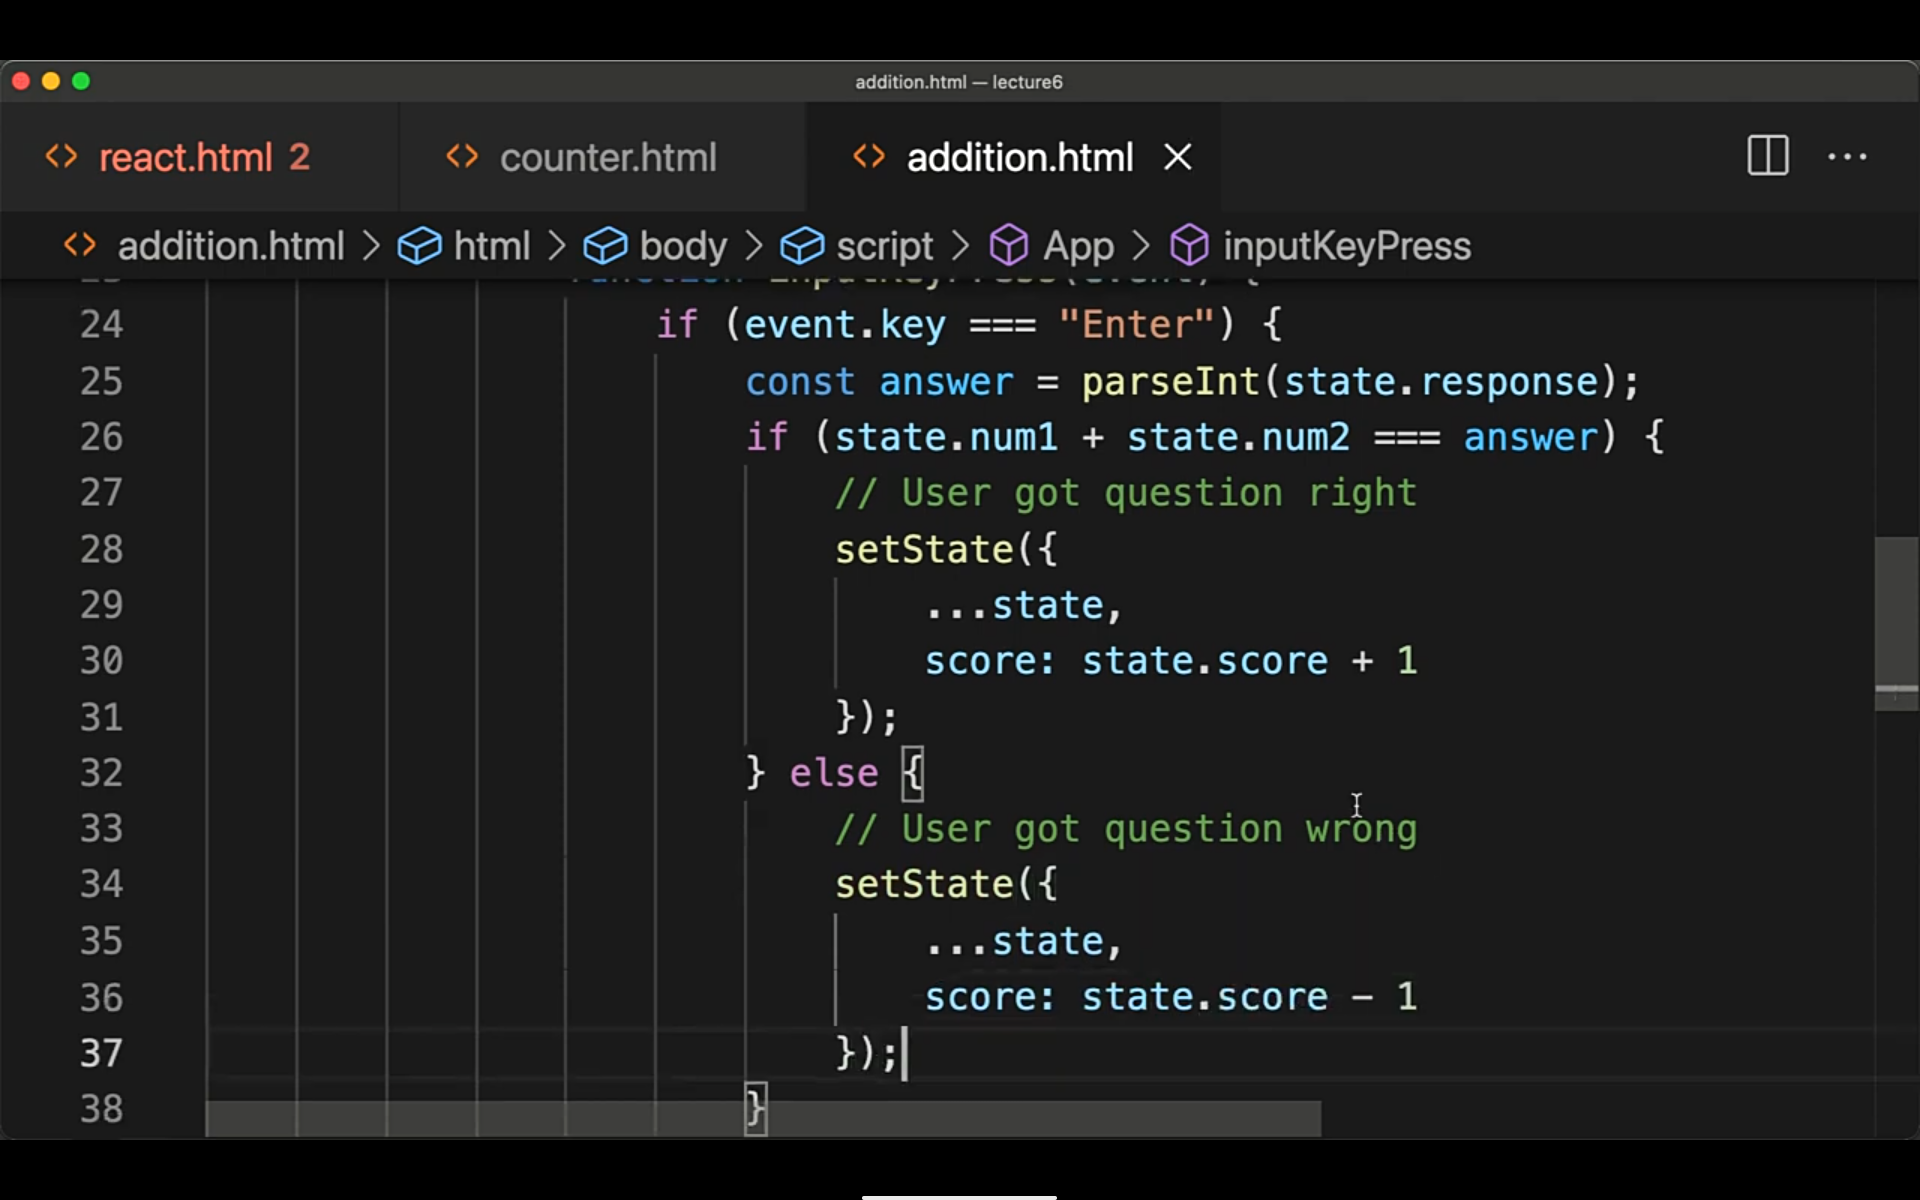 addition.html — lecture6
react.html 2 counter.html addition.html
addition.html > html > body > script > App > inputKeyPress
function inputKeyPress(event) {
24 if (event.key === "Enter") {
25 const answer = parseInt(state.response);
26 if (state.num1 + state.num2 === answer) {
27 // User got question right
28 setState({
29 ...state,
30 score: state.score + 1
31 });
32 } else {
33 // User got question wrong
34 setState({
35 ...state,
36 score: state.score - 1
37 });
38 }